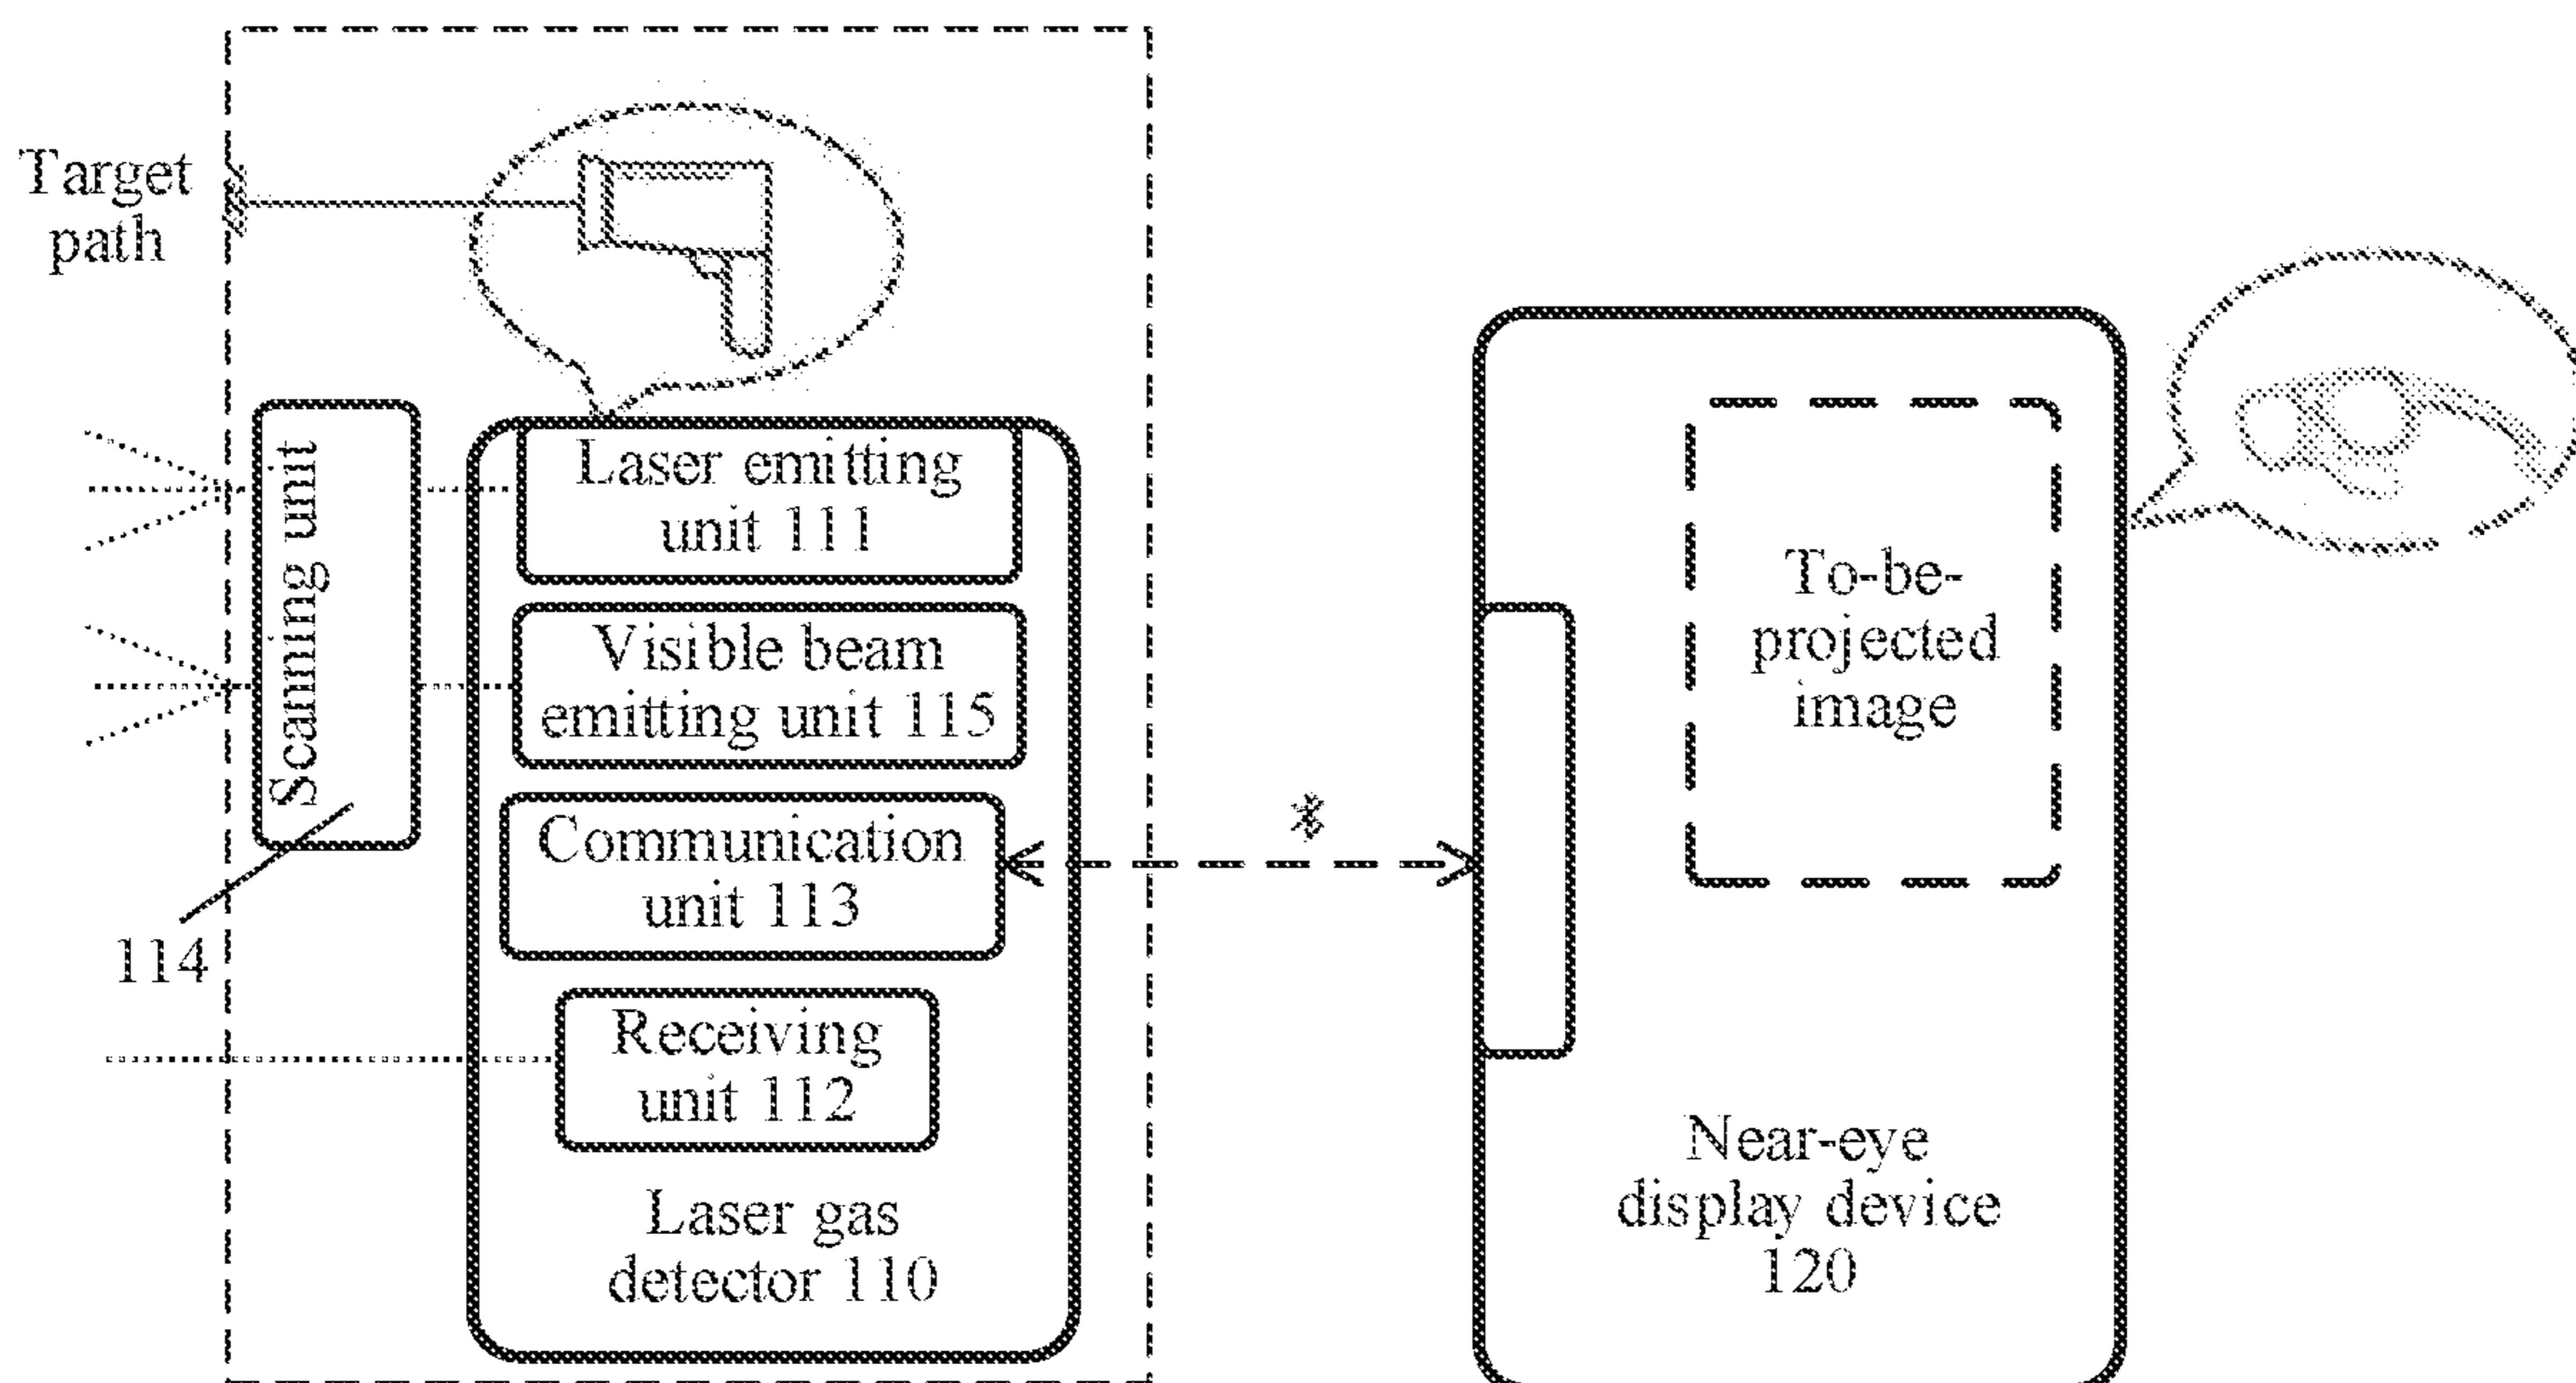 Target
path
Scanning unit
114
Laser emitting
unit 111
Visible beam
emitting unit 115
Communication
unit 113
Receiving
unit 112
Laser gas
detector 110
To-be-
projected
image
Near-eye
display device
120